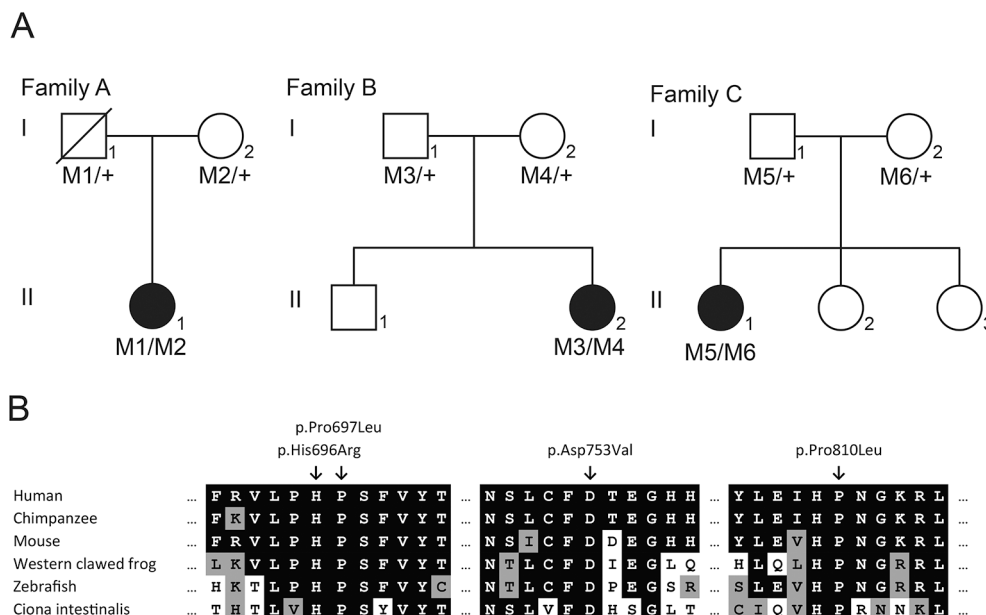 A
Family A
Family B
Family C
I
I
I
1
2
1
2
1
2
M1/+
M2/+
M3/+
M4/+
M5/+
M6/+
II
II
II
1
1
2
1
2
3
M1/M2
M3/M4
M5/M6
B
p.Pro697Leu
p.His696Arg
p.Asp753Val
p.Pro810Leu
Human ... F R V L P H P S F V Y T ... N S L C F D T E G H H ... Y L E I H P N G K R L ...
Chimpanzee ... F K V L P H P S F V Y T ... N S L C F D T E G H H ... Y L E I H P N G K R L ...
Mouse ... F R V L P H P S F V Y T ... N S I C F D D E G H H ... Y L E V H P N G K R L ...
Western clawed frog ... L K V L P H P S F V Y T ... N T L C F D I E G L Q ... H L Q L H P N G R R L ...
Zebrafish ... H K T L P H P S F V Y C ... N T L C F D P E G S R ... S L E V H P N G R R L ...
Ciona intestinalis ... T H T L V H P S Y V Y T ... N S L V F D H S G L T ... C I Q V H P N N K R L ...